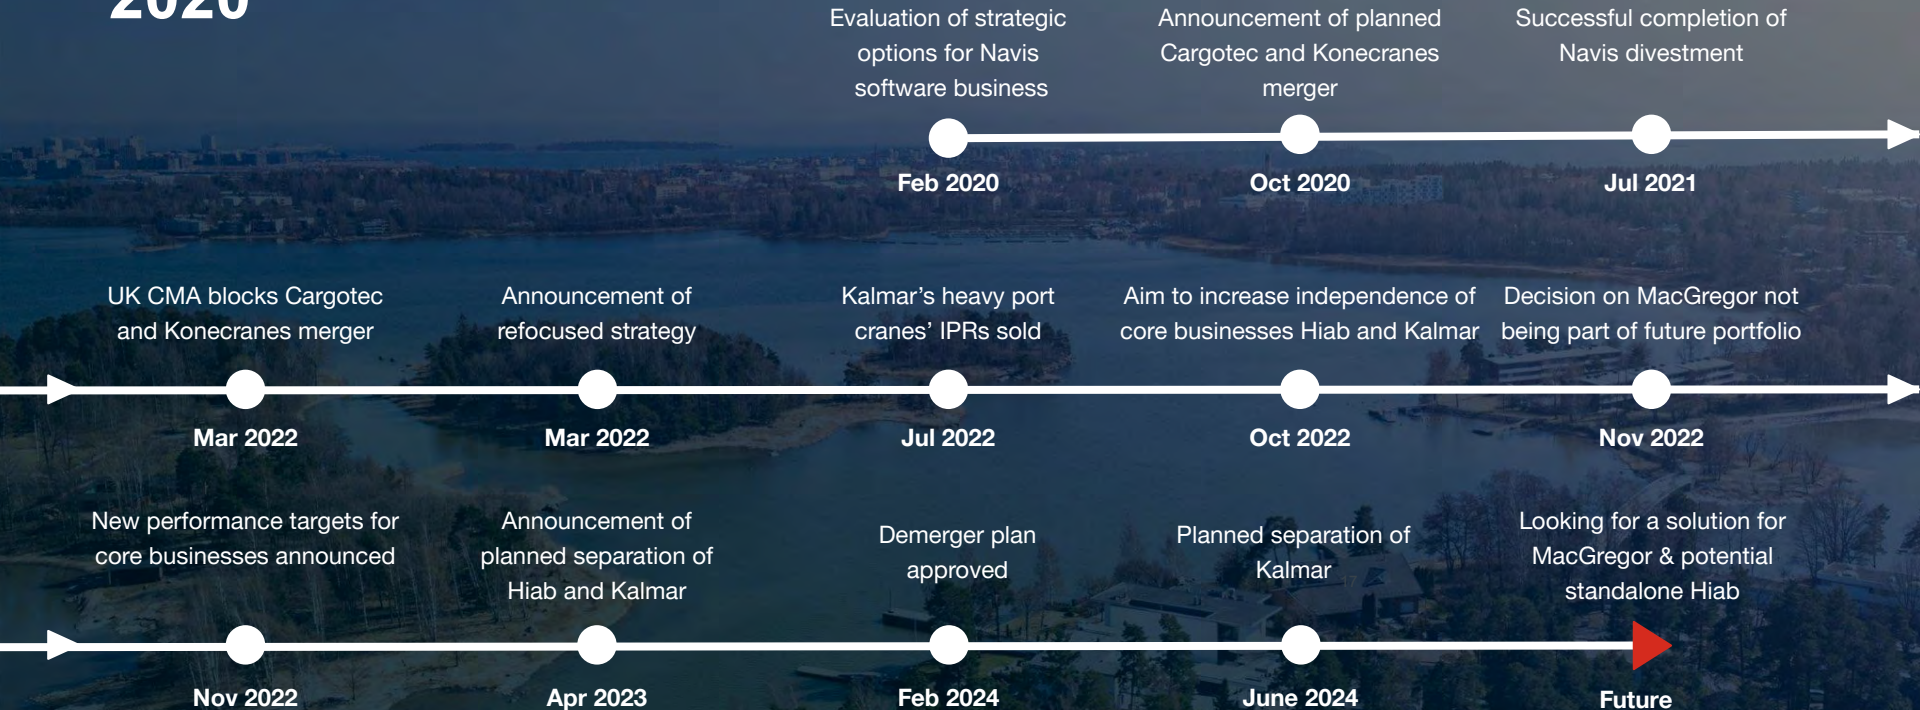 2020
Evaluation of strategic
options for Navis
software business
Announcement of planned
Cargotec and Konecranes
merger
Successful completion of
Navis divestment
Feb 2020
Oct 2020
Jul 2021
UK CMA blocks Cargotec
and Konecranes merger
Announcement of
refocused strategy
Kalmar’s heavy port
cranes’ IPRs sold
Aim to increase independence of
core businesses Hiab and Kalmar
Decision on MacGregor not
being part of future portfolio
Mar 2022
Mar 2022
Jul 2022
Oct 2022
Nov 2022
New performance targets for
core businesses announced
Announcement of
planned separation of
Hiab and Kalmar
Demerger plan
approved
Planned separation of
Kalmar
17
Looking for a solution for
MacGregor & potential
standalone Hiab
Nov 2022
Apr 2023
Feb 2024
June 2024
Future